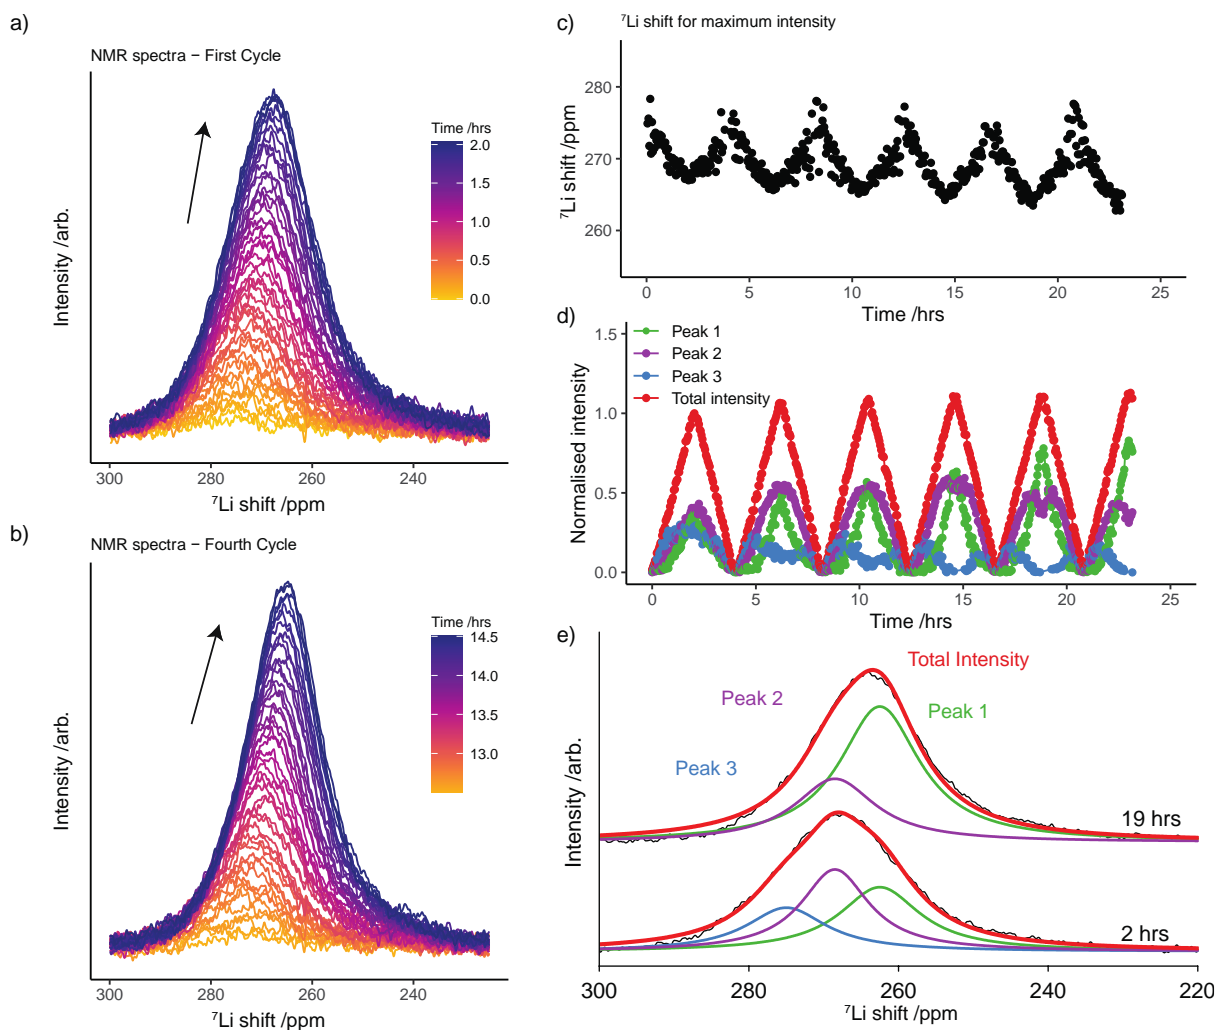 a)
NMR spectra − First Cycle
Intensity /arb.
Time /hrs
2.0
1.5
1.0
0.5
0.0
300
280
260
240
⁷Li shift /ppm
b)
NMR spectra − Fourth Cycle
Intensity /arb.
Time /hrs
14.5
14.0
13.5
13.0
300
280
260
240
⁷Li shift /ppm
c)
⁷Li shift for maximum intensity
⁷Li shift /ppm
280
270
260
0
5
10
15
20
25
Time /hrs
d)
Normalised intensity
1.5
1.0
0.5
0.0
Peak 1
Peak 2
Peak 3
Total intensity
0
5
10
15
20
25
Time /hrs
e)
Intensity /arb.
Total Intensity
Peak 2
Peak 1
Peak 3
19 hrs
2 hrs
300
280
260
240
220
⁷Li shift /ppm